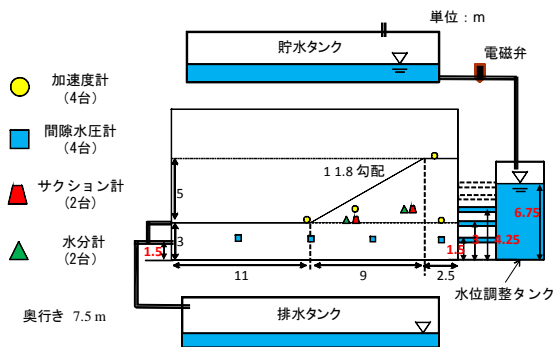 単位：m
貯水タンク
電磁弁
加速度計
（4台）
間隙水圧計
（4台）
サクション計
（2台）
水分計
（2台）
1 1.8 勾配
5
3
1.5
11
9
2.5
1.5
3
4.25
6.75
水位調整タンク
奥行き 7.5 m
排水タンク